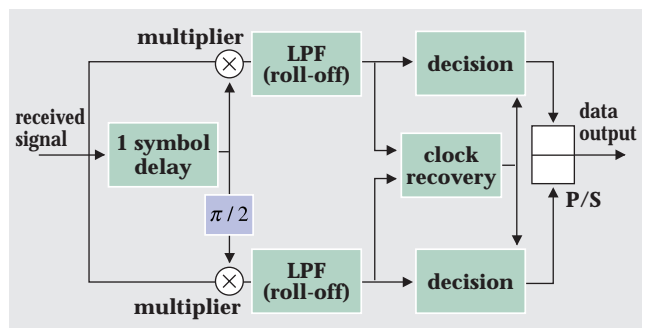 multiplier
×
LPF
(roll-off)
decision
received
signal
1 symbol
delay
clock
recovery
data
output
π / 2
P/S
×
multiplier
LPF
(roll-off)
decision